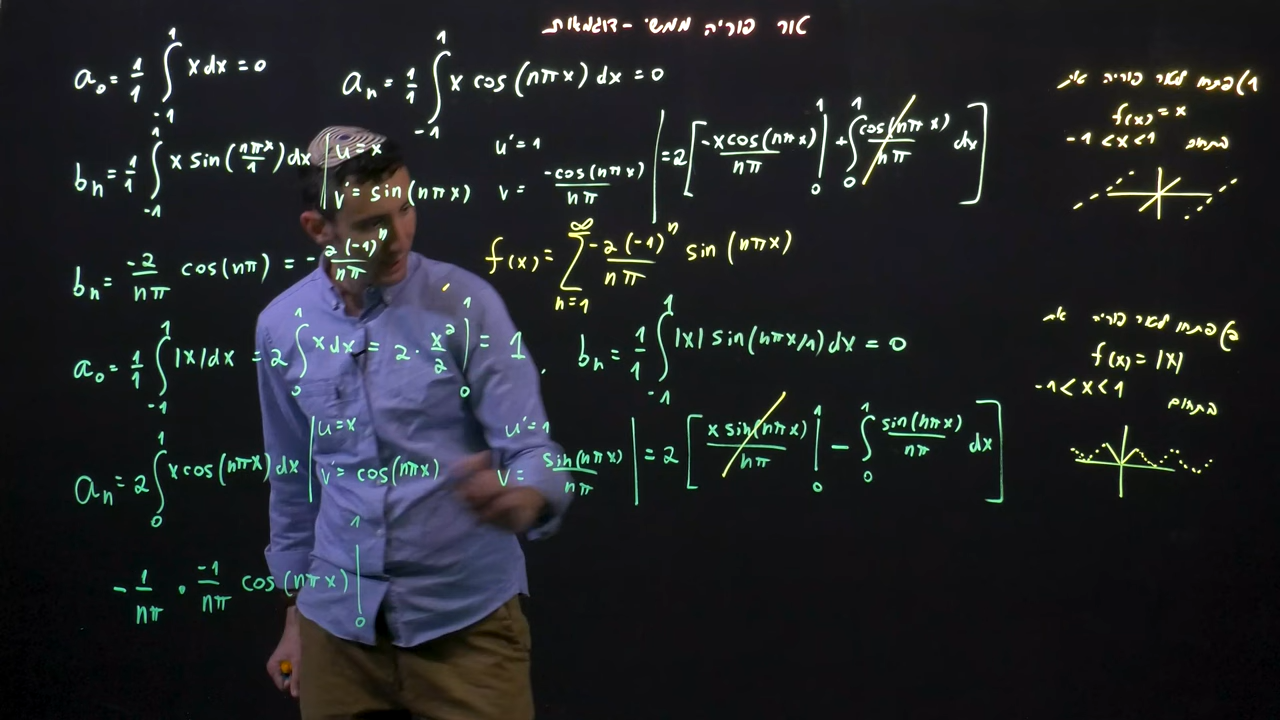 טור פוריה ממשי - דוגמאות
a₀ = 1/1 ∫₋₁¹ x dx = 0
aₙ = 1/1 ∫₋₁¹ x cos(nπx) dx = 0
bₙ = 1/1 ∫₋₁¹ x sin(nπx/1) dx | u = x u' = 1 v' = sin(nπx) v = -cos(nπx)/nπ | = 2[ -x cos(nπx)/nπ |₀¹ + ∫₀¹ cos(nπx)/nπ dx ]
bₙ = -2/nπ cos(nπ) = -2(-1)ⁿ/nπ
f(x) = ∑ₙ₌₁^∞ -2(-1)ⁿ/nπ sin(nπx)
a₀ = 1/1 ∫₋₁¹ |x| dx = 2 ∫₀¹ x dx = 2 · x²/2 |₀¹ = 1,
bₙ = 1/1 ∫₋₁¹ |x| sin(nπx/1) dx = 0
aₙ = 2 ∫₀¹ x cos(nπx) dx | u = x u' = 1 v' = cos(nπx) v = sin(nπx)/nπ | = 2[ x sin(nπx)/nπ |₀¹ - ∫₀¹ sin(nπx)/nπ dx ]
-1/nπ · -1/nπ cos(nπx) |₀¹
1) פתחו לטור פוריה את
f(x) = x
בתחום -1 < x < 1
2) פתחו לטור פוריה את
f(x) = |x|
בתחום -1 < x < 1